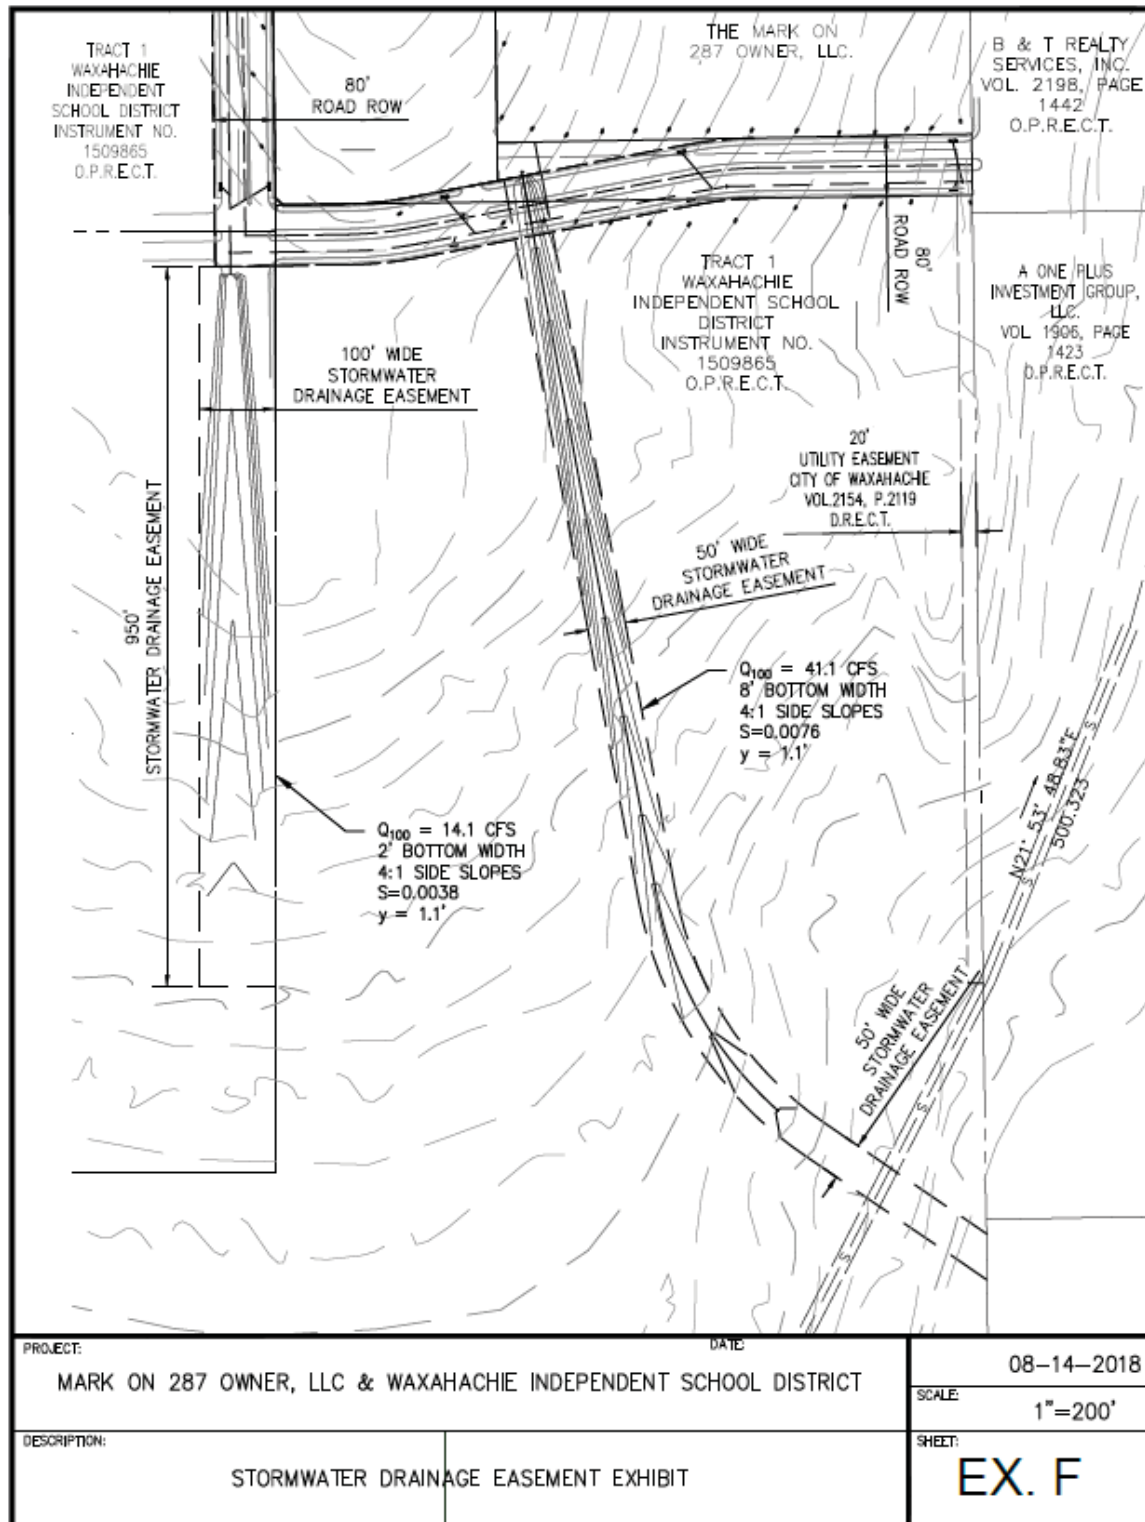 TRACT 1
WAXAHACHIE
INDEPENDENT
SCHOOL DISTRICT
INSTRUMENT NO.
1509865
O.P.R.E.C.T.
80'
ROAD ROW
THE MARK ON
287 OWNER, LLC.
B & T REALTY
SERVICES, INC.
VOL. 2198, PAGE
1442
O.P.R.E.C.T.
80'
ROAD ROW
TRACT 1
WAXAHACHIE
INDEPENDENT SCHOOL
DISTRICT
INSTRUMENT NO.
1509865
O.P.R.E.C.T.
A ONE PLUS
INVESTMENT GROUP,
LLC.
VOL 1906, PAGE
1423
O.P.R.E.C.T.
100' WIDE
STORMWATER
DRAINAGE EASEMENT
20'
UTILITY EASEMENT
CITY OF WAXAHACHIE
VOL.2154, P.2119
D.R.E.C.T.
950'
STORMWATER DRAINAGE EASEMENT
50' WIDE
STORMWATER
DRAINAGE EASEMENT
Q100 = 41.1 CFS
8' BOTTOM WIDTH
4:1 SIDE SLOPES
S=0.0076
y = 1.1'
S
N21° 53' 48.83"E
500.323
S
Q100 = 14.1 CFS
2' BOTTOM WIDTH
4:1 SIDE SLOPES
S=0.0038
y = 1.1'
50' WIDE
STORMWATER
DRAINAGE EASEMENT
S
S
S
PROJECT:
MARK ON 287 OWNER, LLC & WAXAHACHIE INDEPENDENT SCHOOL DISTRICT
DATE:
08-14-2018
SCALE:
1"=200'
DESCRIPTION:
STORMWATER DRAINAGE EASEMENT EXHIBIT
SHEET:
EX. F